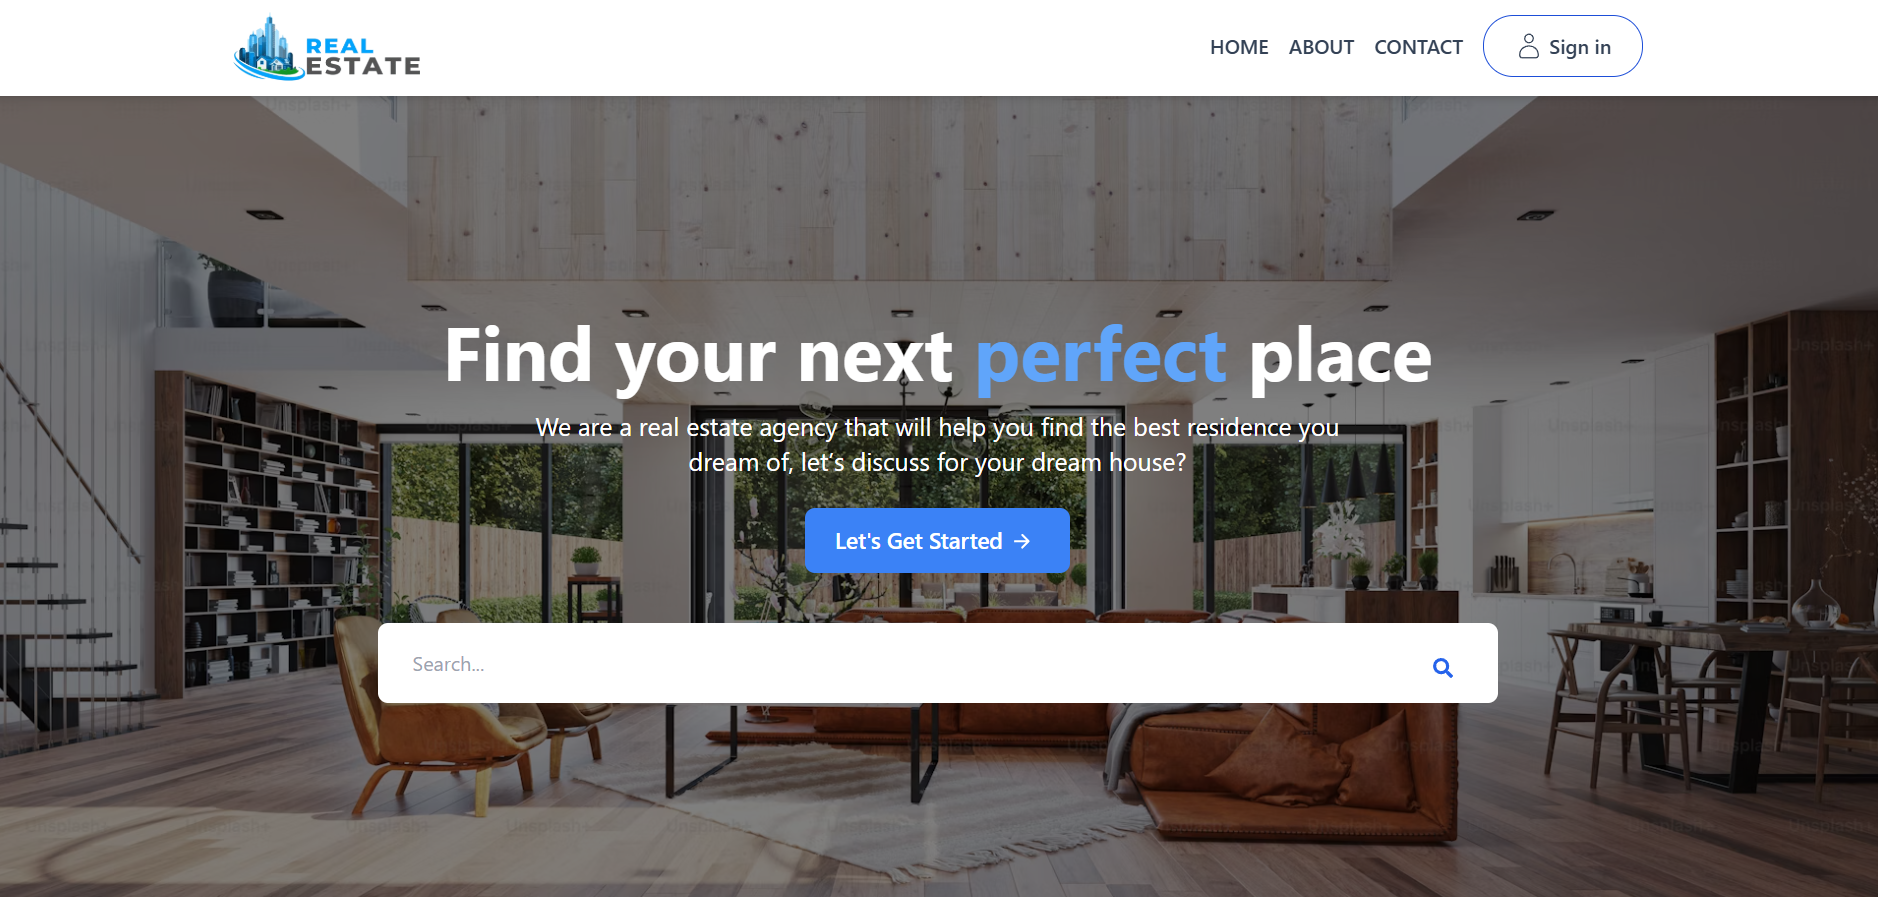 REAL
ESTATE
HOME ABOUT CONTACT Sign in
Find your next perfect place
We are a real estate agency that will help you find the best residence you
dream of, let’s discuss for your dream house?
Let's Get Started →
Search...
Unsplash+